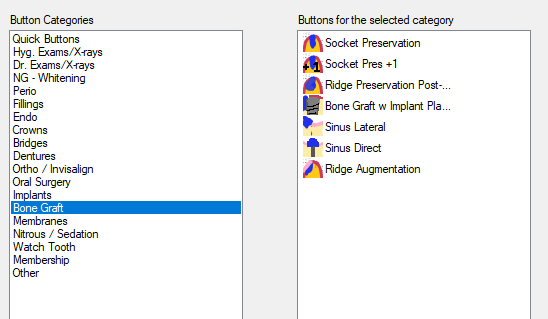 Button Categories
Quick Buttons
Hyg. Exams/X-rays
Dr. Exams/X-rays
NG - Whitening
Perio
Fillings
Endo
Crowns
Bridges
Dentures
Ortho / Invisalign
Oral Surgery
Implants
Bone Graft
Membranes
Nitrous / Sedation
Watch Tooth
Membership
Other
Buttons for the selected category
Socket Preservation
+1 Socket Pres +1
Ridge Preservation Post-...
Bone Graft w Implant Pla...
Sinus Lateral
Sinus Direct
Ridge Augmentation